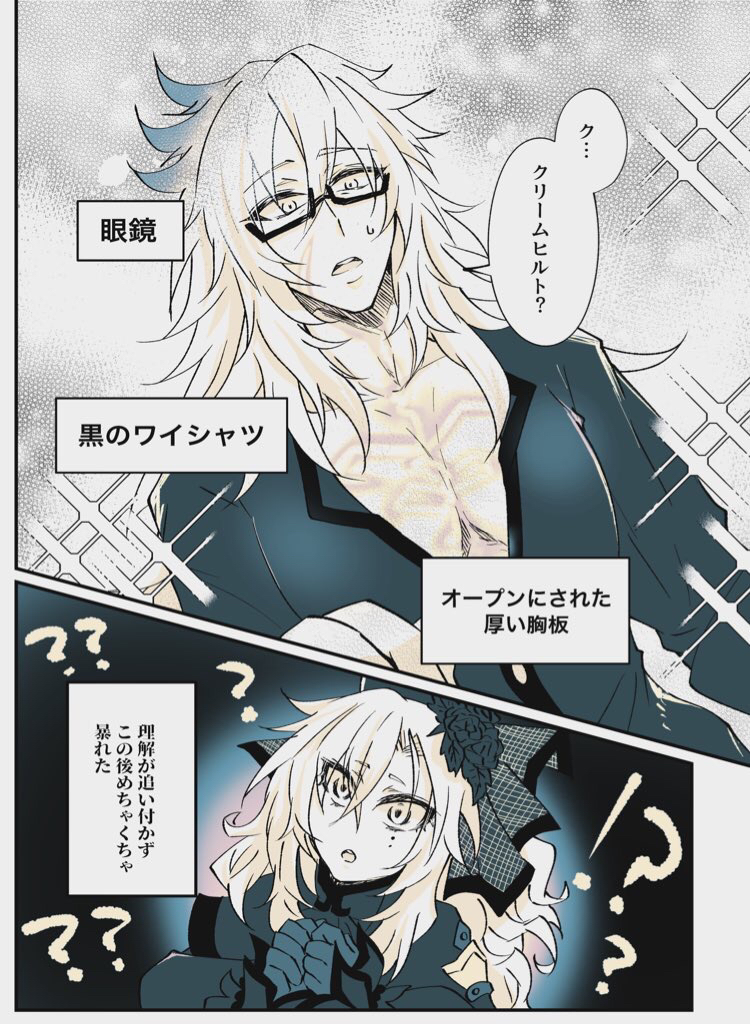 ク…
クリームヒルト？
眼鏡
黒のワイシャツ
オープンにされた
厚い胸板
??
?
理解が追い付かず
この後めちゃくちゃ
暴れた
!?
??
?